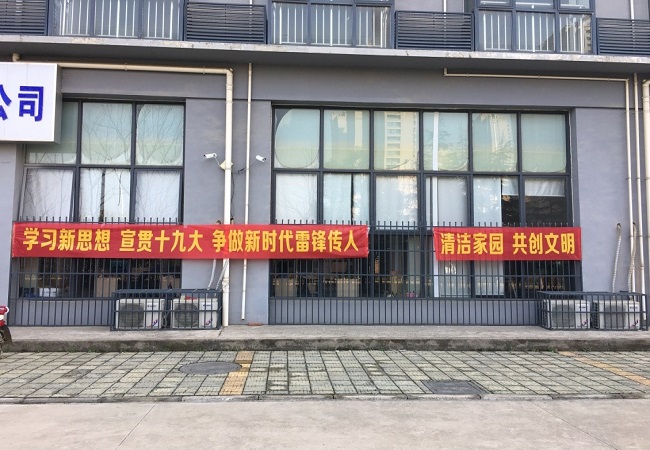 公司
学习新思想 宣贯十九大 争做新时代雷锋传人
清洁家园 共创文明